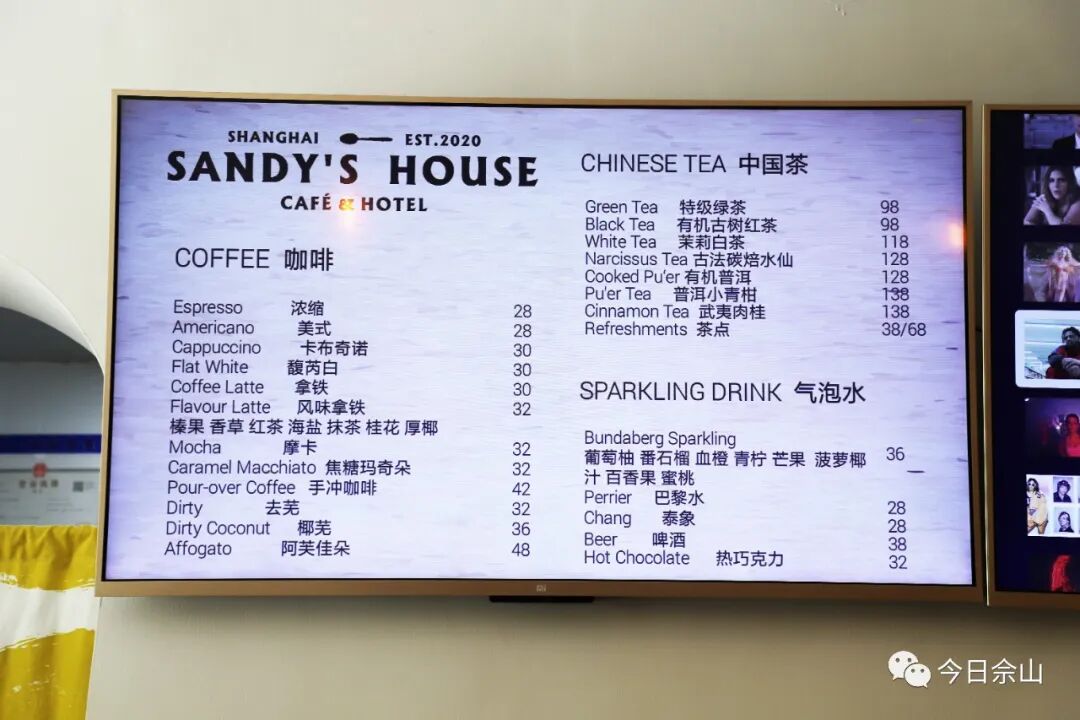 SHANGHAI EST.2020
SANDY'S HOUSE
CAFÉ & HOTEL
COFFEE 咖啡
Espresso 浓缩 28
Americano 美式 28
Cappuccino 卡布奇诺 30
Flat White 馥芮白 30
Coffee Latte 拿铁 30
Flavour Latte 风味拿铁 32
榛果 香草 红茶 海盐 抹茶 桂花 厚椰
Mocha 摩卡 32
Caramel Macchiato 焦糖玛奇朵 32
Pour-over Coffee 手冲咖啡 42
Dirty 去芜 32
Dirty Coconut 椰芜 36
Affogato 阿芙佳朵 48
CHINESE TEA 中国茶
Green Tea 特级绿茶 98
Black Tea 有机古树红茶 98
White Tea 茉莉白茶 118
Narcissus Tea 古法碳焙水仙 128
Cooked Pu'er 有机普洱 128
Pu'er Tea 普洱小青柑 138
Cinnamon Tea 武夷肉桂 138
Refreshments 茶点 38/68
SPARKLING DRINK 气泡水
Bundaberg Sparkling 36
葡萄柚 番石榴 血橙 青柠 芒果 菠萝椰
汁 百香果 蜜桃
Perrier 巴黎水 28
Chang 泰象 28
Beer 啤酒 38
Hot Chocolate 热巧克力 32
今日佘山